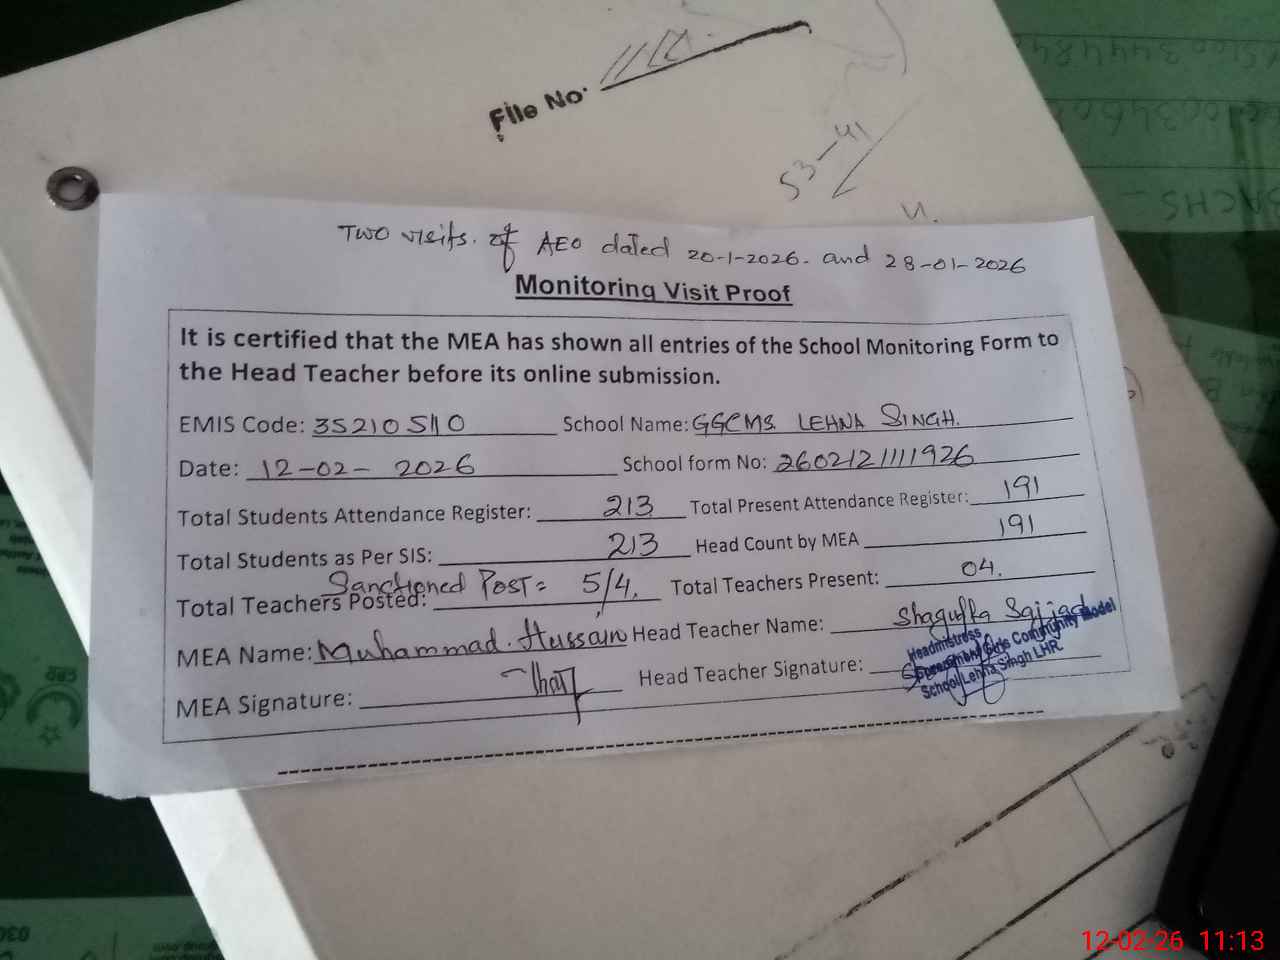 File No.
53-41
TWO visits. of AEO dated 20-1-2026. and 28-01-2026
Monitoring Visit Proof
It is certified that the MEA has shown all entries of the School Monitoring Form to
the Head Teacher before its online submission.
EMIS Code: 35210510 School Name: GGCMS LEHNA SINGH.
Date: 12-02-2026 School form No: 2602121111926
Total Students Attendance Register: 213 Total Present Attendance Register: 191
Total Students as Per SIS: 213 Head Count by MEA 191
Sanctioned Post = 5/4.
Total Teachers Posted: Total Teachers Present: 04.
MEA Name: Muhammad. Hussain Head Teacher Name: Shagufta Sajjad
MEA Signature: Head Teacher Signature:
Headmistress
Government Girls Community Model
School Lehna Singh LHR.
12-02-26 11:13